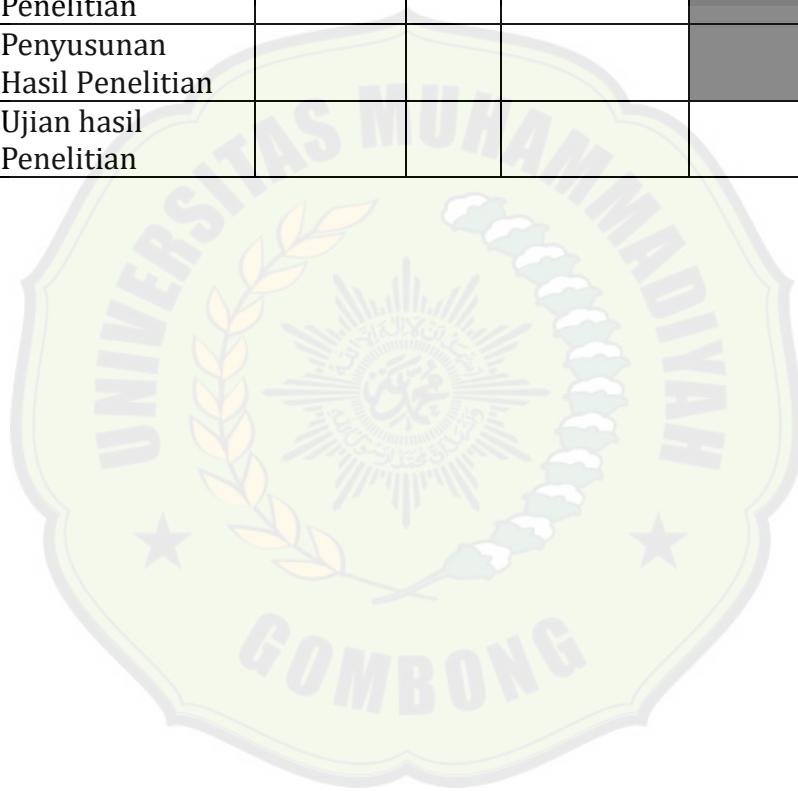 Penelitian
Penyusunan
Hasil Penelitian
Ujian hasil
Penelitian
UNIVERSITAS MUHAMMADIYAH
GOMBONG